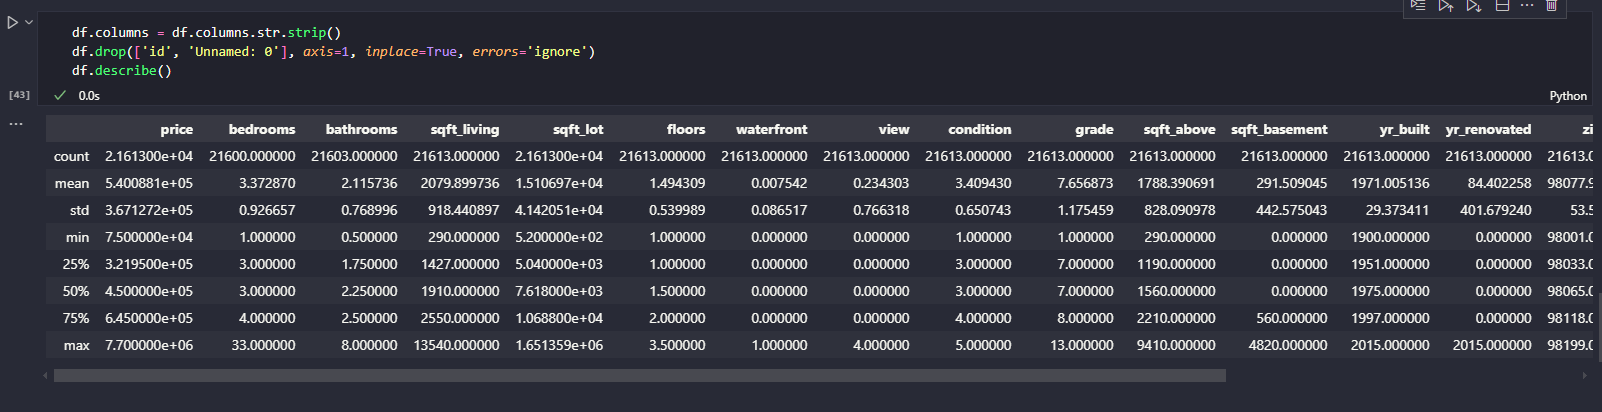 df.columns = df.columns.str.strip()
df.drop(['id', 'Unnamed: 0'], axis=1, inplace=True, errors='ignore')
df.describe()
[43] 0.0s Python
price bedrooms bathrooms sqft_living sqft_lot floors waterfront view condition grade sqft_above sqft_basement yr_built yr_renovated zi
count 2.161300e+04 21600.000000 21603.000000 21613.000000 2.161300e+04 21613.000000 21613.000000 21613.000000 21613.000000 21613.000000 21613.000000 21613.000000 21613.000000 21613.000000 21613.0
mean 5.400881e+05 3.372870 2.115736 2079.899736 1.510697e+04 1.494309 0.007542 0.234303 3.409430 7.656873 1788.390691 291.509045 1971.005136 84.402258 98077.9
std 3.671272e+05 0.926657 0.768996 918.440897 4.142051e+04 0.539989 0.086517 0.766318 0.650743 1.175459 828.090978 442.575043 29.373411 401.679240 53.5
min 7.500000e+04 1.000000 0.500000 290.000000 5.200000e+02 1.000000 0.000000 0.000000 1.000000 1.000000 290.000000 0.000000 1900.000000 0.000000 98001.0
25% 3.219500e+05 3.000000 1.750000 1427.000000 5.040000e+03 1.000000 0.000000 0.000000 3.000000 7.000000 1190.000000 0.000000 1951.000000 0.000000 98033.0
50% 4.500000e+05 3.000000 2.250000 1910.000000 7.618000e+03 1.500000 0.000000 0.000000 3.000000 7.000000 1560.000000 0.000000 1975.000000 0.000000 98065.0
75% 6.450000e+05 4.000000 2.500000 2550.000000 1.068800e+04 2.000000 0.000000 0.000000 4.000000 8.000000 2210.000000 560.000000 1997.000000 0.000000 98118.0
max 7.700000e+06 33.000000 8.000000 13540.000000 1.651359e+06 3.500000 1.000000 4.000000 5.000000 13.000000 9410.000000 4820.000000 2015.000000 2015.000000 98199.0